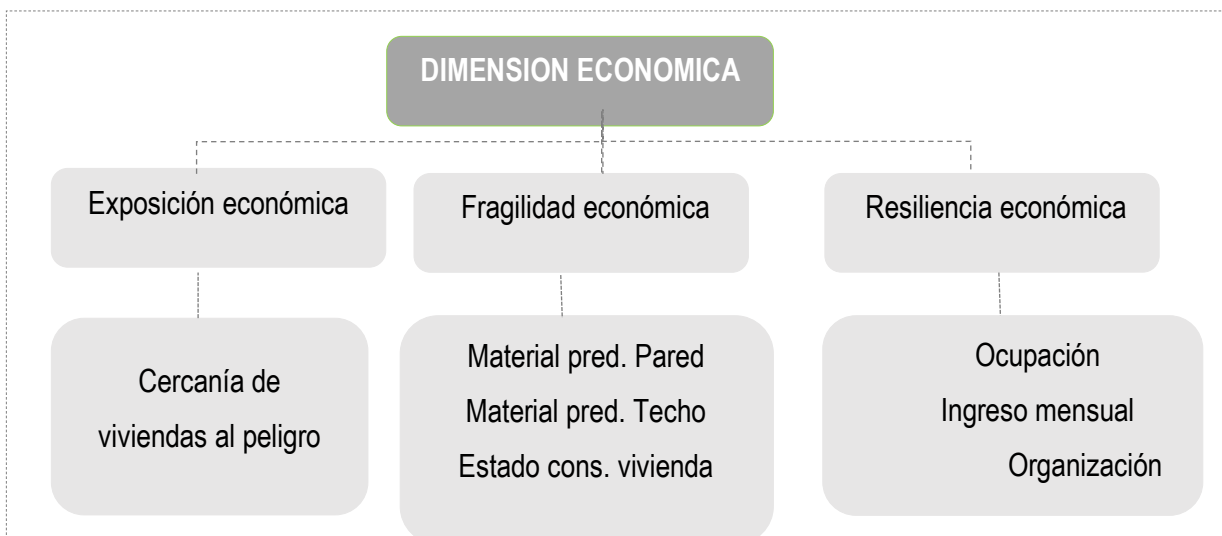 DIMENSION ECONOMICA
Exposición económica
Fragilidad económica
Resiliencia económica
Cercanía de
viviendas al peligro
Material pred. Pared
Material pred. Techo
Estado cons. vivienda
Ocupación
Ingreso mensual
Organización